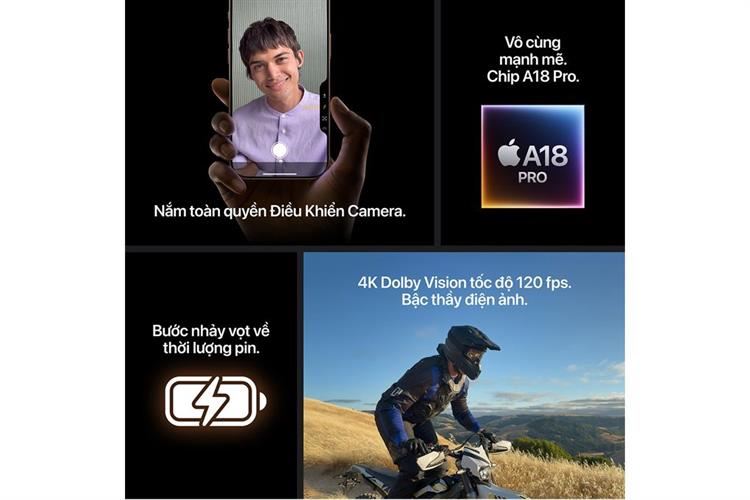 Nắm toàn quyền Điều Khiển Camera.
Vô cùng
mạnh mẽ.
Chip A18 Pro.
A18
PRO
Bước nhảy vọt về
thời lượng pin.
4K Dolby Vision tốc độ 120 fps.
Bậc thầy điện ảnh.